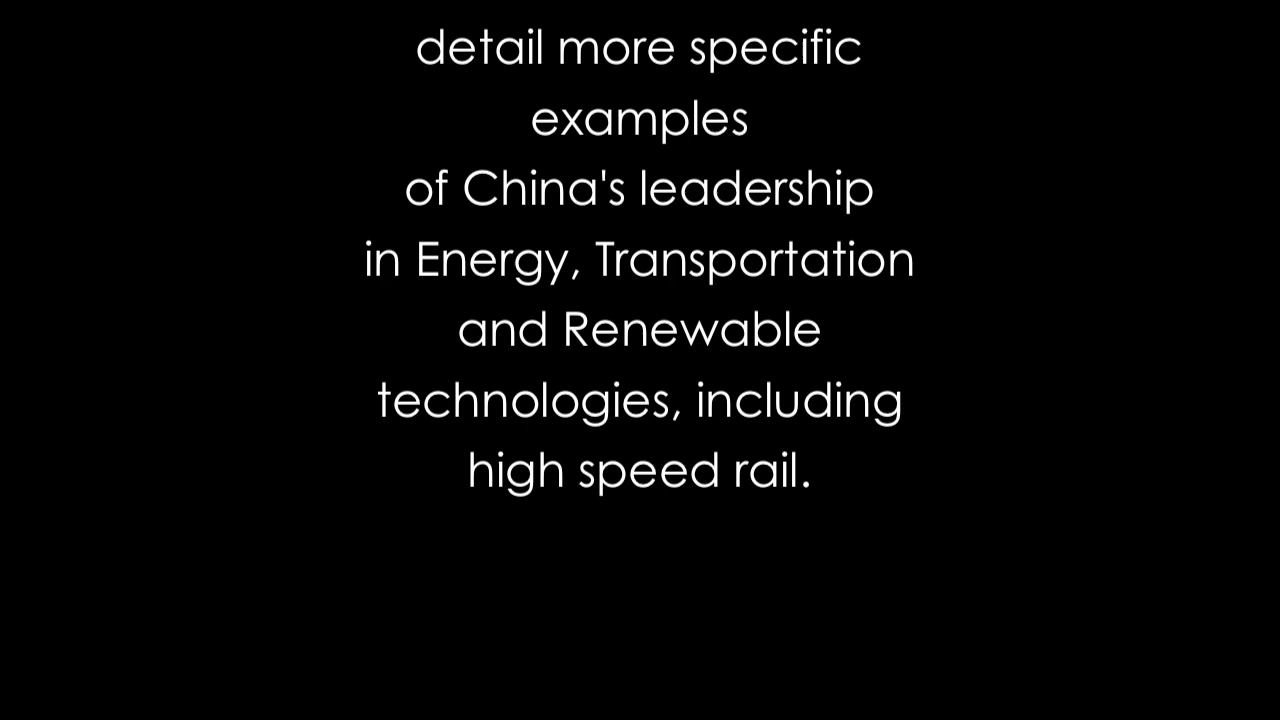 detail more specific
examples
of China's leadership
in Energy, Transportation
and Renewable
technologies, including
high speed rail.